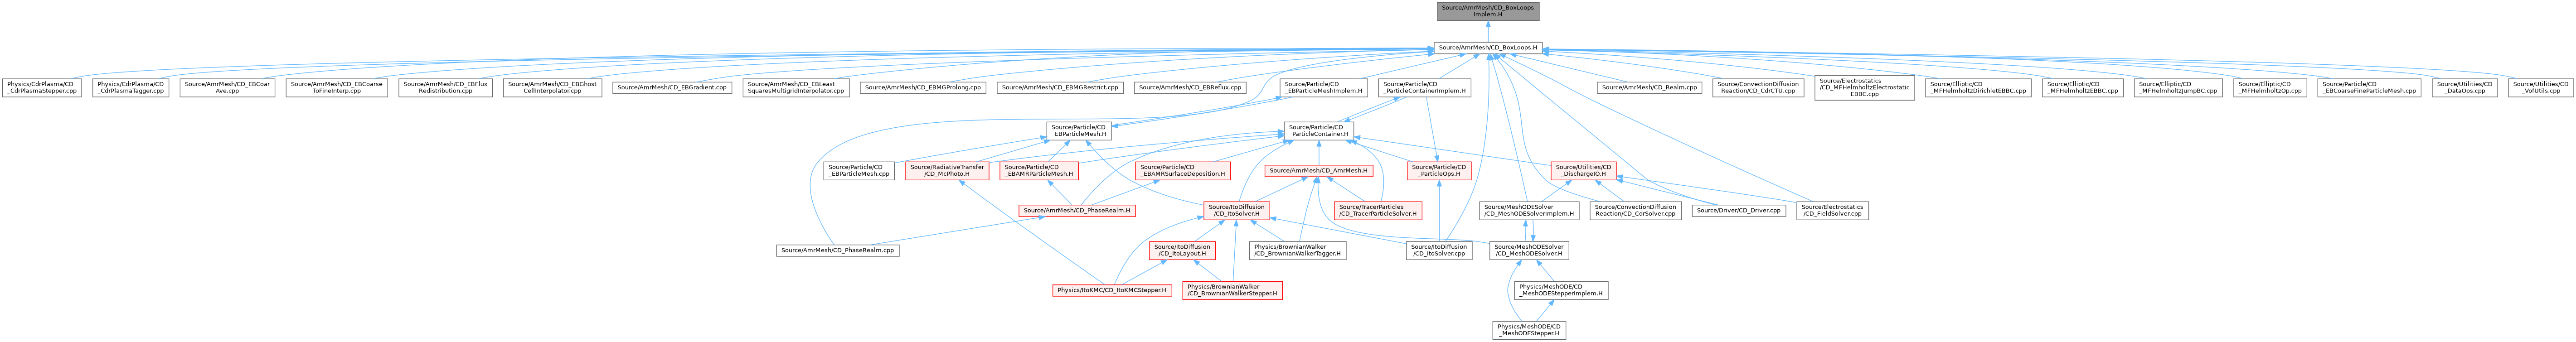 Source/AmrMesh/CD_BoxLoops
Implem.H
Source/AmrMesh/CD_BoxLoops.H
Physics/CdrPlasma/CD
_CdrPlasmaStepper.cpp
Physics/CdrPlasma/CD
_CdrPlasmaTagger.cpp
Source/AmrMesh/CD_EBCoar
Ave.cpp
Source/AmrMesh/CD_EBCoarse
ToFineInterp.cpp
Source/AmrMesh/CD_EBFlux
Redistribution.cpp
Source/AmrMesh/CD_EBGhost
CellInterpolator.cpp
Source/AmrMesh/CD_EBGradient.cpp
Source/AmrMesh/CD_EBLeast
SquaresMultigridInterpolator.cpp
Source/AmrMesh/CD_EBMGProlong.cpp
Source/AmrMesh/CD_EBMGRestrict.cpp
Source/AmrMesh/CD_EBReflux.cpp
Source/Particle/CD
_EBParticleMeshImplem.H
Source/Particle/CD
_ParticleContainerImplem.H
Source/AmrMesh/CD_Realm.cpp
Source/ConvectionDiffusion
Reaction/CD_CdrCTU.cpp
Source/Electrostatics
/CD_MFHelmholtzElectrostatic
EBBC.cpp
Source/Elliptic/CD
_MFHelmholtzDirichletEBBC.cpp
Source/Elliptic/CD
_MFHelmholtzEBBC.cpp
Source/Elliptic/CD
_MFHelmholtzJumpBC.cpp
Source/Elliptic/CD
_MFHelmholtzOp.cpp
Source/Particle/CD
_EBCoarseFineParticleMesh.cpp
Source/Utilities/CD
_DataOps.cpp
Source/Utilities/CD
_VofUtils.cpp
Source/Particle/CD
_EBParticleMesh.H
Source/Particle/CD
_ParticleContainer.H
Source/Particle/CD
_EBParticleMesh.cpp
Source/RadiativeTransfer
/CD_McPhoto.H
Source/Particle/CD
_EBAMRParticleMesh.H
Source/Particle/CD
_EBAMRSurfaceDeposition.H
Source/AmrMesh/CD_AmrMesh.H
Source/Particle/CD
_ParticleOps.H
Source/Utilities/CD
_DischargeIO.H
Source/AmrMesh/CD_PhaseRealm.H
Source/ItoDiffusion
/CD_ItoSolver.H
Source/TracerParticles
/CD_TracerParticleSolver.H
Source/MeshODESolver
/CD_MeshODESolverImplem.H
Source/ConvectionDiffusion
Reaction/CD_CdrSolver.cpp
Source/Driver/CD_Driver.cpp
Source/Electrostatics
/CD_FieldSolver.cpp
Source/AmrMesh/CD_PhaseRealm.cpp
Source/ItoDiffusion
/CD_ItoLayout.H
Physics/BrownianWalker
/CD_BrownianWalkerTagger.H
Source/ItoDiffusion
/CD_ItoSolver.cpp
Source/MeshODESolver
/CD_MeshODESolver.H
Physics/ItoKMC/CD_ItoKMCStepper.H
Physics/BrownianWalker
/CD_BrownianWalkerStepper.H
Physics/MeshODE/CD
_MeshODEStepperImplem.H
Physics/MeshODE/CD
_MeshODEStepper.H